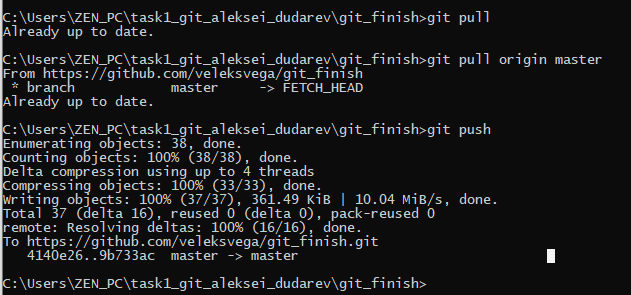 C:\Users\ZEN_PC\task1_git_aleksei_dudarev\git_finish>git pull
Already up to date.
C:\Users\ZEN_PC\task1_git_aleksei_dudarev\git_finish>git pull origin master
From https://github.com/veleksvega/git_finish
 * branch            master     -> FETCH_HEAD
Already up to date.
C:\Users\ZEN_PC\task1_git_aleksei_dudarev\git_finish>git push
Enumerating objects: 38, done.
Counting objects: 100% (38/38), done.
Delta compression using up to 4 threads
Compressing objects: 100% (33/33), done.
Writing objects: 100% (37/37), 361.49 KiB | 10.04 MiB/s, done.
Total 37 (delta 16), reused 0 (delta 0), pack-reused 0
remote: Resolving deltas: 100% (16/16), done.
To https://github.com/veleksvega/git_finish.git
   4140e26..9b733ac  master -> master
C:\Users\ZEN_PC\task1_git_aleksei_dudarev\git_finish>